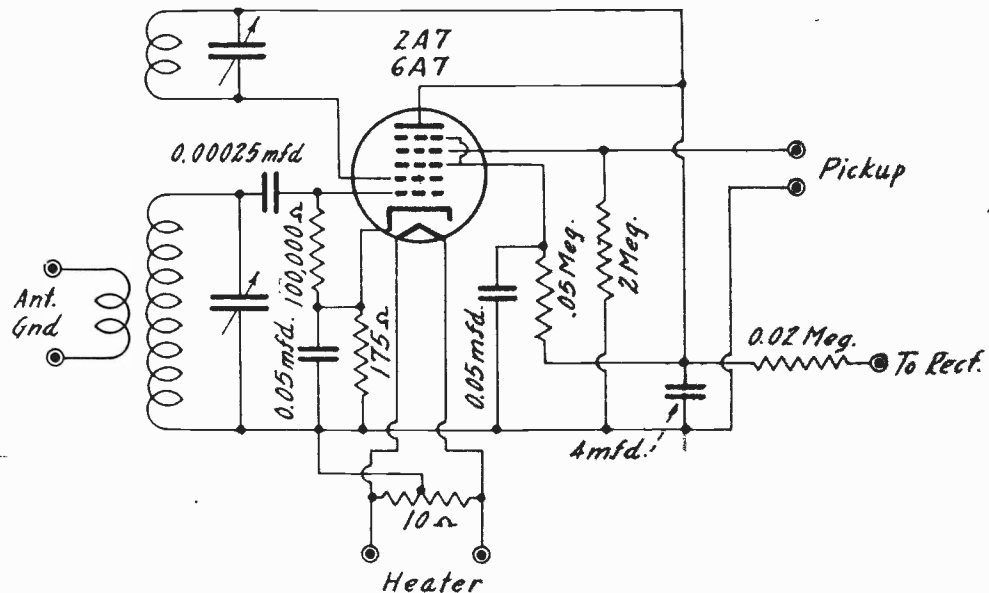 2A7
6A7
0.00025 mfd
Pickup
Ant.
Gnd
100,000Ω
0.05 mfd.
175Ω
0.05 mfd.
.05 Meg.
2 Meg.
0.02 Meg.
To Rect.
4 mfd.
10Ω
Heater